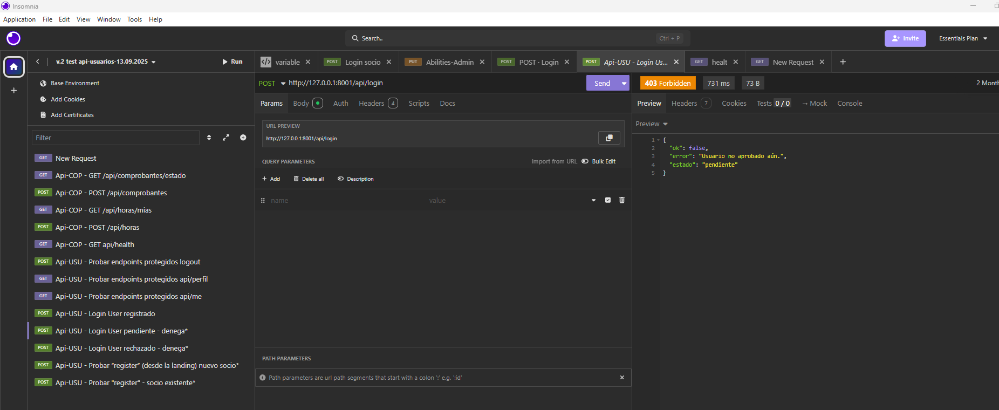 Insomnia
Application File Edit View Window Tools Help
Search.. Ctrl + P
Invite
Essentials Plan
v.2 test api-usuarios-13.09.2025
Run
</> variable
POST Login socio
PUT Abilities-Admin
POST POST · Login
POST Api-USU - Login Us...
GET healt
GET New Request
Base Environment
Add Cookies
Add Certificates
Filter
GET New Request
GET Api-COP - GET /api/comprobantes/estado
POST Api-COP - POST /api/comprobantes
GET Api-COP - GET /api/horas/mias
POST Api-COP - POST /api/horas
GET Api-COP - GET api/health
POST Api-USU - Probar endpoints protegidos logout
GET Api-USU - Probar endpoints protegidos api/perfil
GET Api-USU - Probar endpoints protegidos api/me
POST Api-USU - Login User registrado
POST Api-USU - Login User pendiente - denega*
POST Api-USU - Login User rechazado - denega*
POST Api-USU - Probar “register” (desde la landing) nuevo socio*
POST Api-USU - Probar "register" - socio existente*
POST http://127.0.0.1:8001/api/login
Send
Params Body Auth Headers 4 Scripts Docs
URL PREVIEW
http://127.0.0.1:8001/api/login
QUERY PARAMETERS
Import from URL Bulk Edit
Add Delete all Description
name value
PATH PARAMETERS
Path parameters are url path segments that start with a colon ':' e.g. ':id'
403 Forbidden 731 ms 73 B
2 Month
Preview Headers 7 Cookies Tests 0 / 0 → Mock Console
Preview
1 {
2 "ok": false,
3 "error": "Usuario no aprobado aún.",
4 "estado": "pendiente"
5 }